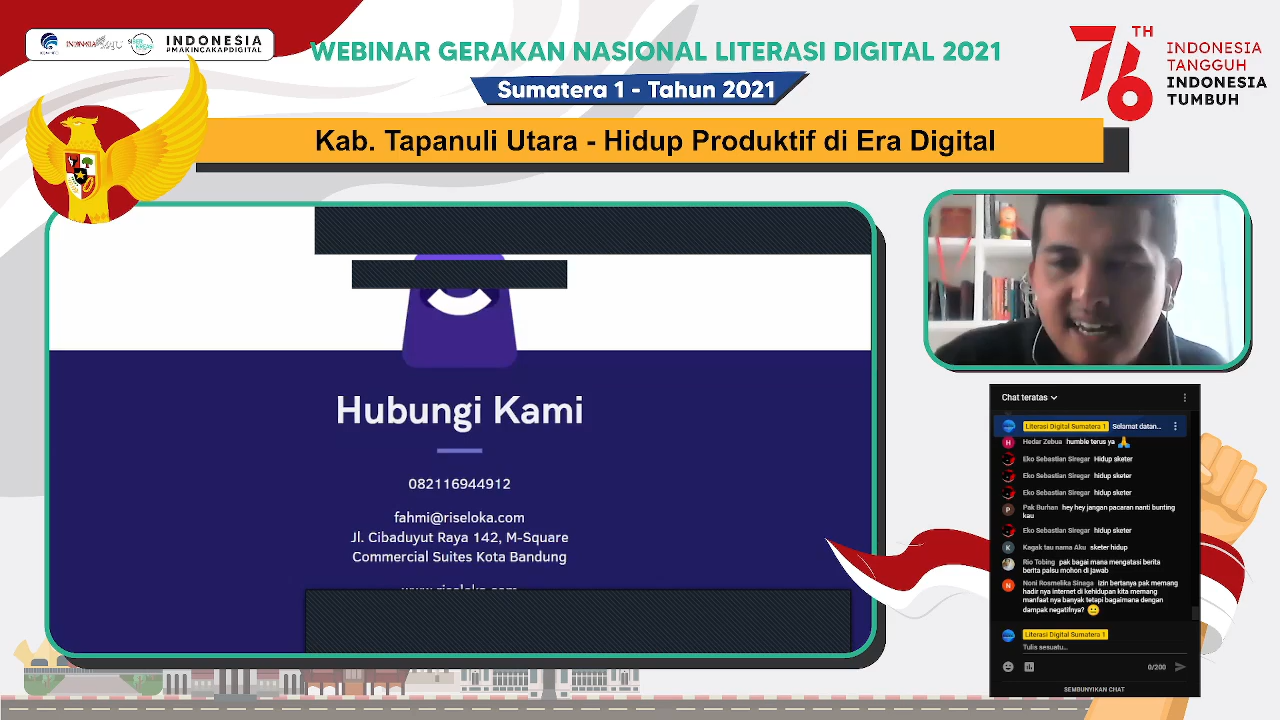 INDONESIA
#MAKINCAKAPDIGITAL
WEBINAR GERAKAN NASIONAL LITERASI DIGITAL 2021
Sumatera 1 - Tahun 2021
Kab. Tapanuli Utara - Hidup Produktif di Era Digital
76 TH
INDONESIA
TANGGUH
INDONESIA
TUMBUH
Hubungi Kami
082116944912
fahmi@riseloka.com
Jl. Cibaduyut Raya 142, M-Square
Commercial Suites Kota Bandung
www.riseloka.com
Chat teratas
Literasi Digital Sumatera 1 Selamat datan...
Hedar Zebua humble terus ya 🙏
Eko Sebastian Siregar Hidup sketer
Eko Sebastian Siregar hidup sketer
Eko Sebastian Siregar hidup sketer
Pak Burhan hey hey jangan pacaran nanti bunting
kau
Eko Sebastian Siregar hidup sketer
Kagak tau nama Aku sketer hidup
Rio Tobing pak bagai mana mengatasi berita
berita palsu mohon di jawab
Noni Rosmelika Sinaga Izin bertanya pak memang
hadir nya internet di kehidupan kita memang
manfaat nya banyak tetapi bagaimana dengan
dampak negatifnya? 😐
Literasi Digital Sumatera 1
Tulis sesuatu...
0/200
SEMBUNYIKAN CHAT